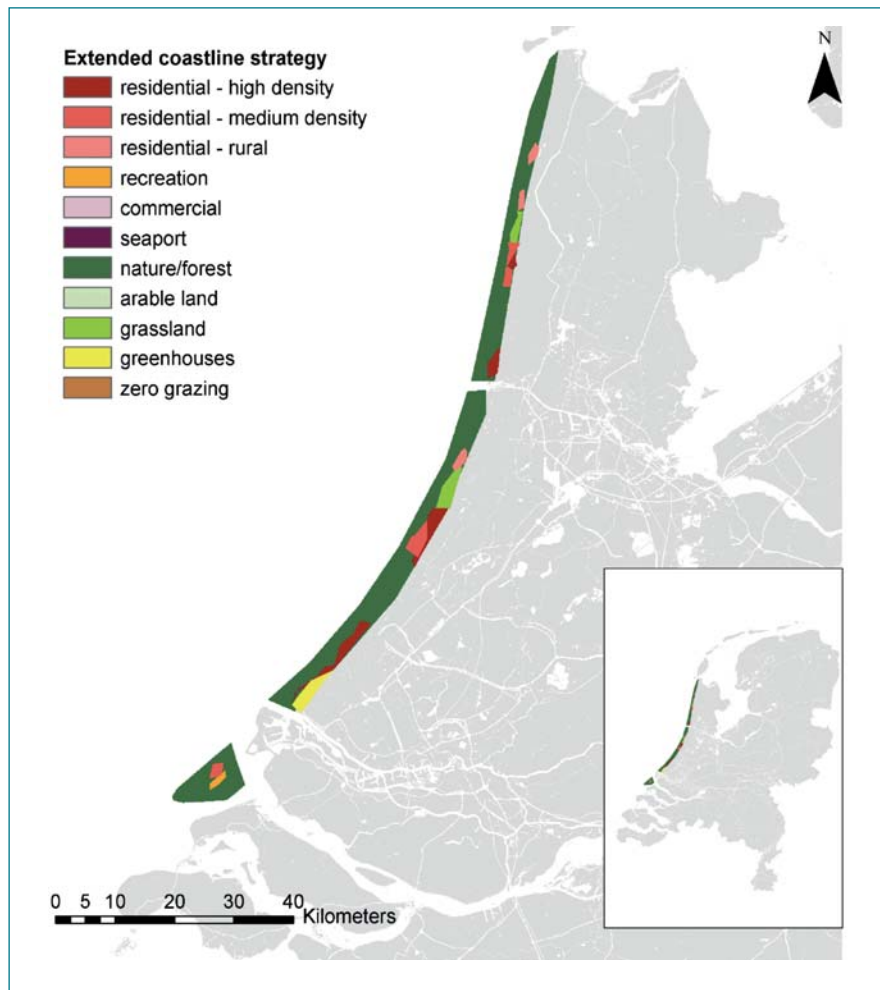 Extended coastline strategy
residential - high density
residential - medium density
residential - rural
recreation
commercial
seaport
nature/forest
arable land
grassland
greenhouses
zero grazing
N
0 5 10 20 30 40
Kilometers